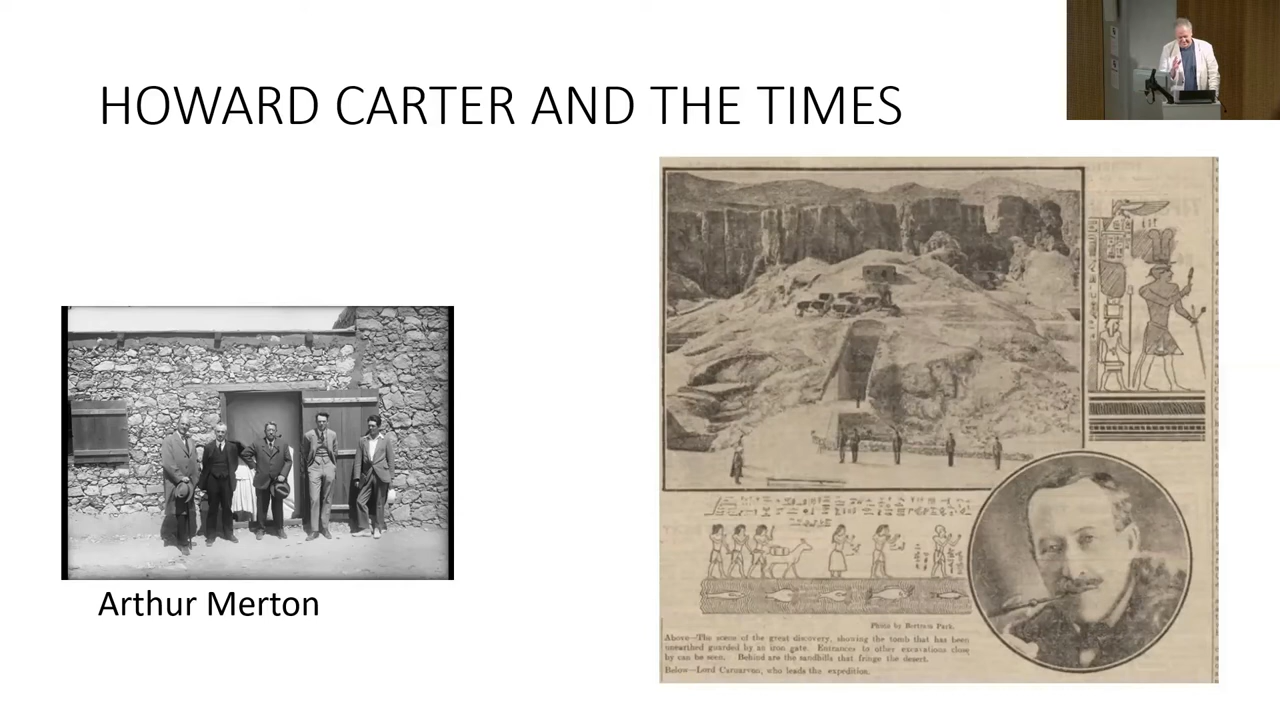 HOWARD CARTER AND THE TIMES
Arthur Merton
Photo by Bertram Park.
Above—The scene of the great discovery, showing the tomb that has been
unearthed guarded by an iron gate. Entrances to other excavations close
by can be seen. Behind are the sandhills that fringe the desert.
Below—Lord Carnarvon, who leads the expedition.